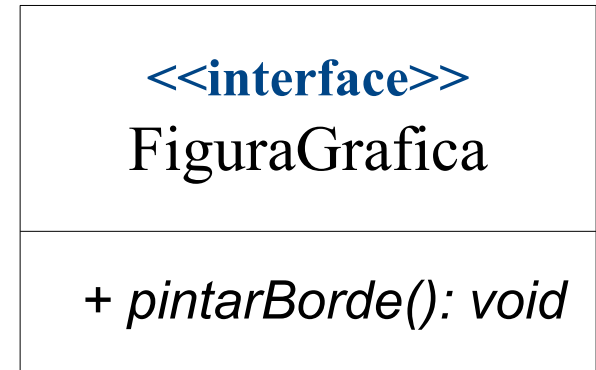 <<interface>>
FiguraGrafica
+ pintarBorde(): void